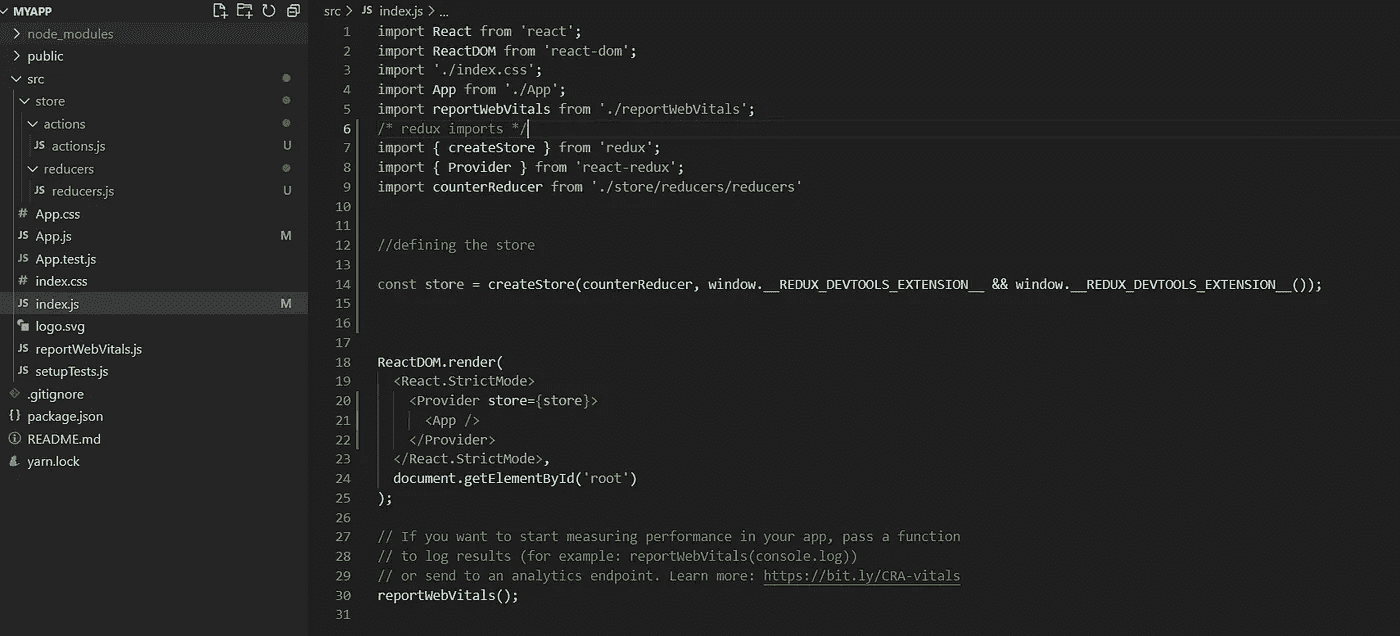 MYAPP
node_modules
public
src
store
actions
JS actions.js U
reducers
JS reducers.js U
# App.css
JS App.js M
JS App.test.js
# index.css
JS index.js M
logo.svg
JS reportWebVitals.js
JS setupTests.js
.gitignore
{} package.json
README.md
yarn.lock
src > JS index.js > ...
1 import React from 'react';
2 import ReactDOM from 'react-dom';
3 import './index.css';
4 import App from './App';
5 import reportWebVitals from './reportWebVitals';
6 /* redux imports */
7 import { createStore } from 'redux';
8 import { Provider } from 'react-redux';
9 import counterReducer from './store/reducers/reducers'
10
11
12 //defining the store
13
14 const store = createStore(counterReducer, window.__REDUX_DEVTOOLS_EXTENSION__ && window.__REDUX_DEVTOOLS_EXTENSION__());
15
16
17
18 ReactDOM.render(
19 <React.StrictMode>
20 <Provider store={store}>
21 <App />
22 </Provider>
23 </React.StrictMode>,
24 document.getElementById('root')
25 );
26
27 // If you want to start measuring performance in your app, pass a function
28 // to log results (for example: reportWebVitals(console.log))
29 // or send to an analytics endpoint. Learn more: https://bit.ly/CRA-vitals
30 reportWebVitals();
31